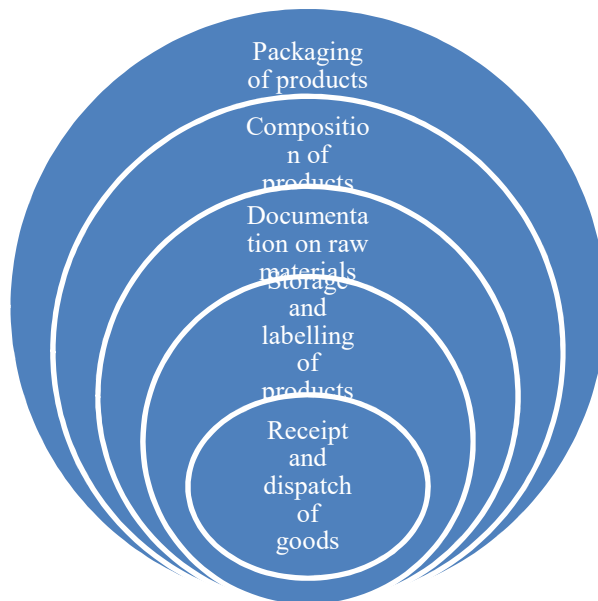 Packaging
of products
Compositio
n of
products
Documenta
tion on raw
materials
Storage
and
labelling
of
products
Receipt
and
dispatch
of
goods